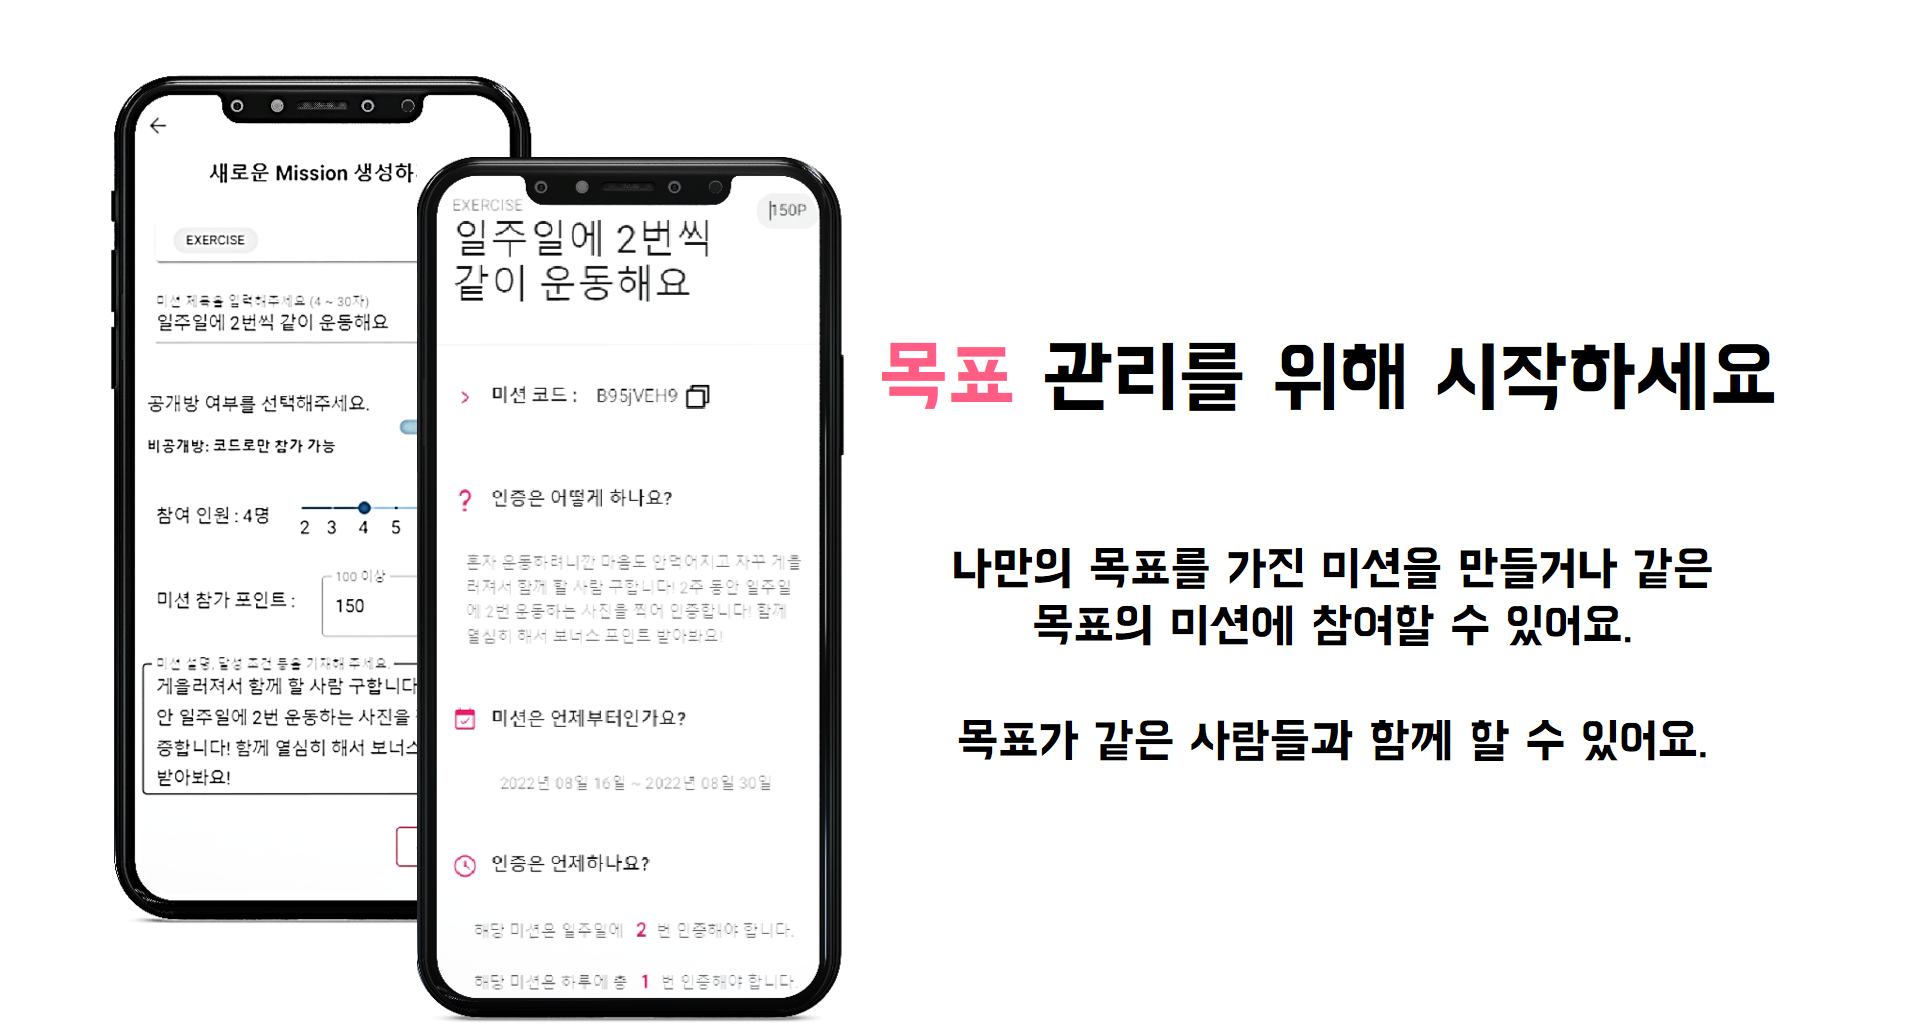 새로운 Mission 생성하
EXERCISE
미션 제목을 입력해주세요 (4 ~ 30자)
일주일에 2번씩 같이 운동해요
공개방 여부를 선택해주세요.
비공개방: 코드로만 참가 가능
참여 인원 : 4명
2 3 4 5
100 이상
미션 참가 포인트 :
150
미션 설명, 달성 조건 등을 기재해 주세요.
게을러져서 함께 할 사람 구합니다
안 일주일에 2번 운동하는 사진을
증합니다! 함께 열심히 해서 보너스
받아봐요!
EXERCISE
150P
일주일에 2번씩
같이 운동해요
미션 코드 : B95jVEH9
인증은 어떻게 하나요?
혼자 운동하려니깐 마음도 안먹어지고 자꾸 게을
러져서 함께 할 사람 구합니다! 2주 동안 일주일
에 2번 운동하는 사진을 찍어 인증합니다! 함께
열심히 해서 보너스 포인트 받아봐요!
미션은 언제부터인가요?
2022년 08일 16일 ~ 2022년 08월 30일
인증은 언제하나요?
해당 미션은 일주일에 2 번 인증해야 합니다.
해당 미션은 하루에 총 1 번 인증해야 합니다.
목표 관리를 위해 시작하세요
나만의 목표를 가진 미션을 만들거나 같은
목표의 미션에 참여할 수 있어요.
목표가 같은 사람들과 함께 할 수 있어요.